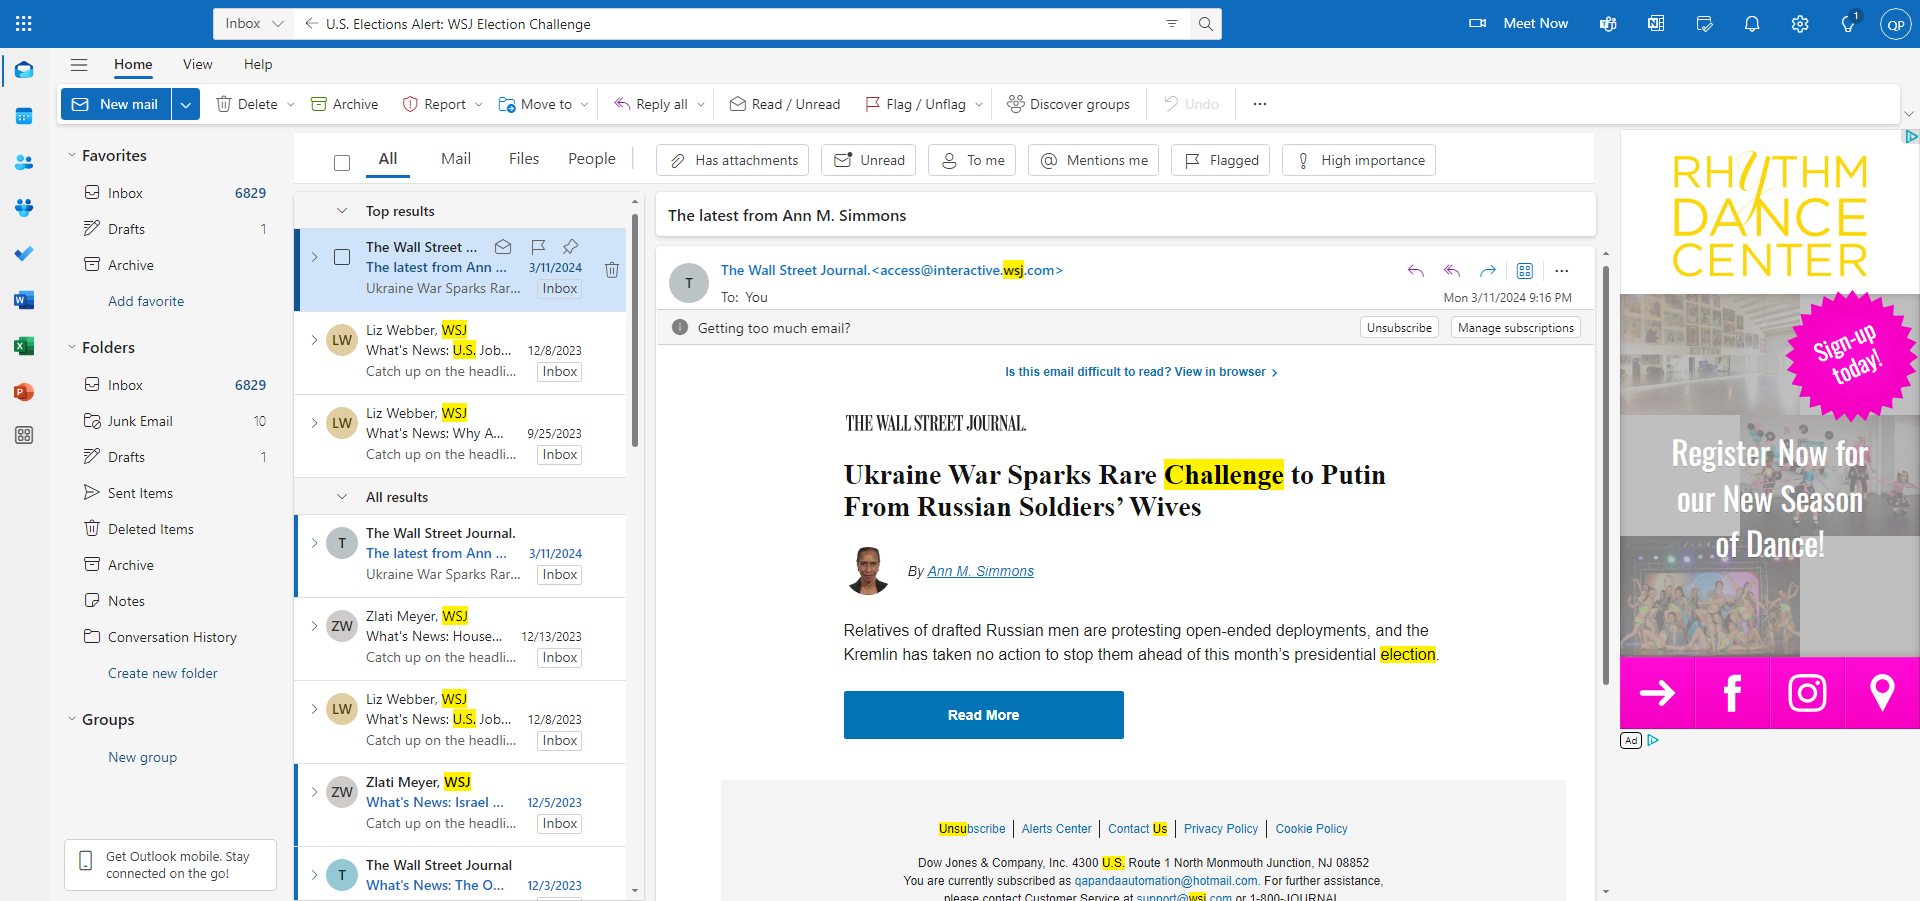 Inbox
U.S. Elections Alert: WSJ Election Challenge
Meet Now
1
QP
Home
View
Help
New mail
Delete
Archive
Report
Move to
Reply all
Read / Unread
Flag / Unflag
Discover groups
Undo
Favorites
Inbox 6829
Drafts 1
Archive
Add favorite
Folders
Inbox 6829
Junk Email 10
Drafts 1
Sent Items
Deleted Items
Archive
Notes
Conversation History
Create new folder
Groups
New group
Get Outlook mobile. Stay
connected on the go!
All
Mail
Files
People
Has attachments
Unread
To me
Mentions me
Flagged
High importance
Top results
The Wall Street ...
The latest from Ann ... 3/11/2024
Ukraine War Sparks Rar... Inbox
LW
Liz Webber, WSJ
What's News: U.S. Job... 12/8/2023
Catch up on the headli... Inbox
LW
Liz Webber, WSJ
What's News: Why A... 9/25/2023
Catch up on the headli... Inbox
All results
T
The Wall Street Journal.
The latest from Ann ... 3/11/2024
Ukraine War Sparks Rar... Inbox
ZW
Zlati Meyer, WSJ
What's News: House... 12/13/2023
Catch up on the headli... Inbox
LW
Liz Webber, WSJ
What's News: U.S. Job... 12/8/2023
Catch up on the headli... Inbox
ZW
Zlati Meyer, WSJ
What's News: Israel ... 12/5/2023
Catch up on the headli... Inbox
T
The Wall Street Journal
What's News: The O... 12/3/2023
The latest from Ann M. Simmons
T
The Wall Street Journal.<access@interactive.wsj.com>
To: You
Mon 3/11/2024 9:16 PM
Getting too much email?
Unsubscribe
Manage subscriptions
Is this email difficult to read? View in browser ›
THE WALL STREET JOURNAL.
Ukraine War Sparks Rare Challenge to Putin
From Russian Soldiers’ Wives
By Ann M. Simmons
Relatives of drafted Russian men are protesting open-ended deployments, and the
Kremlin has taken no action to stop them ahead of this month’s presidential election.
Read More
Unsubscribe | Alerts Center | Contact Us | Privacy Policy | Cookie Policy
Dow Jones & Company, Inc. 4300 U.S. Route 1 North Monmouth Junction, NJ 08852
You are currently subscribed as qapandaautomation@hotmail.com. For further assistance,
please contact Customer Service at support@wsj.com or 1-800-JOURNAL.
RHYTHM
DANCE
CENTER
Sign-up
today!
Register Now for
our New Season
of Dance!
Ad